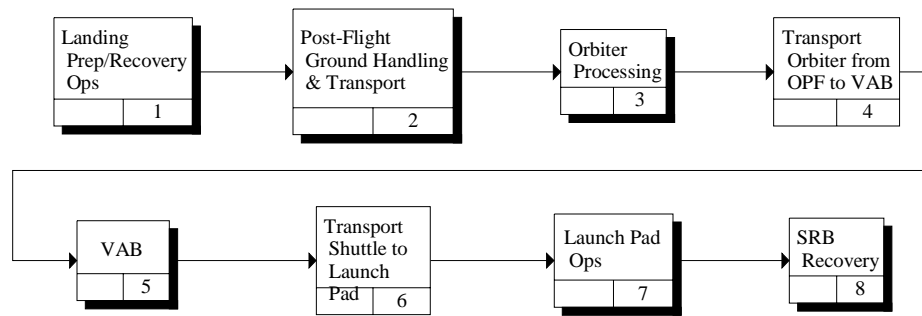 Landing
Prep/Recovery
Ops
1
Post-Flight
Ground Handling
& Transport
2
Orbiter
Processing
3
Transport
Orbiter from
OPF to VAB
4
VAB
5
Transport
Shuttle to
Launch
Pad
6
Launch Pad
Ops
7
SRB
Recovery
8